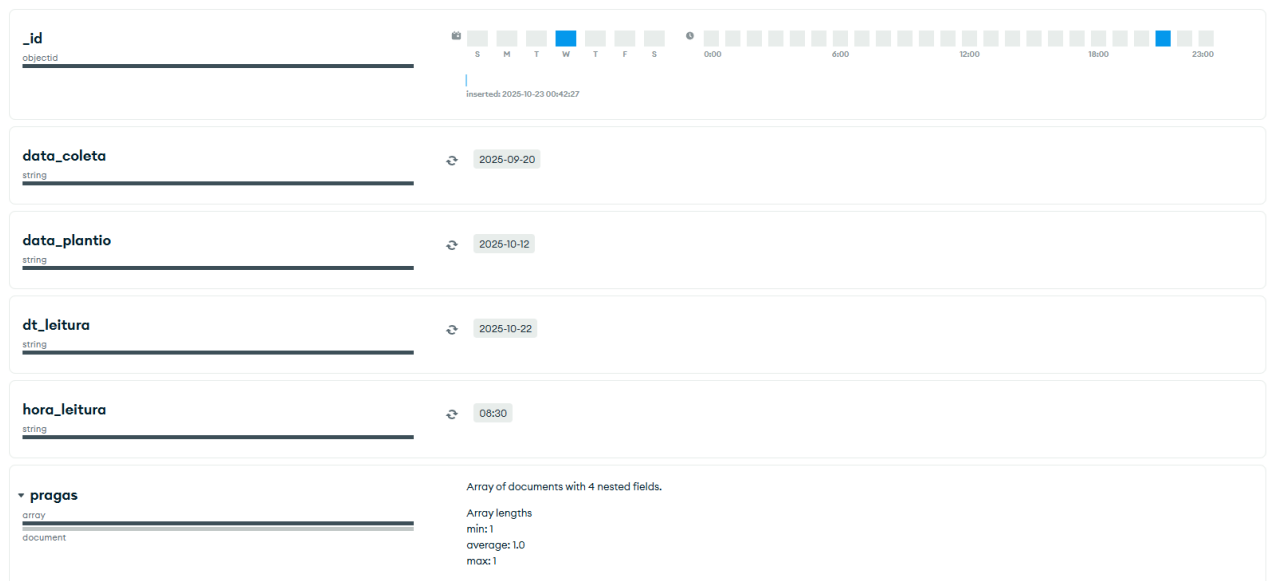 _id
objectid
S M T W T F S
0:00 6:00 12:00 18:00 23:00
inserted: 2025-10-23 00:42:27
data_coleta
string
2025-09-20
data_plantio
string
2025-10-12
dt_leitura
string
2025-10-22
hora_leitura
string
08:30
pragas
array
document
Array of documents with 4 nested fields.
Array lengths
min: 1
average: 1.0
max: 1